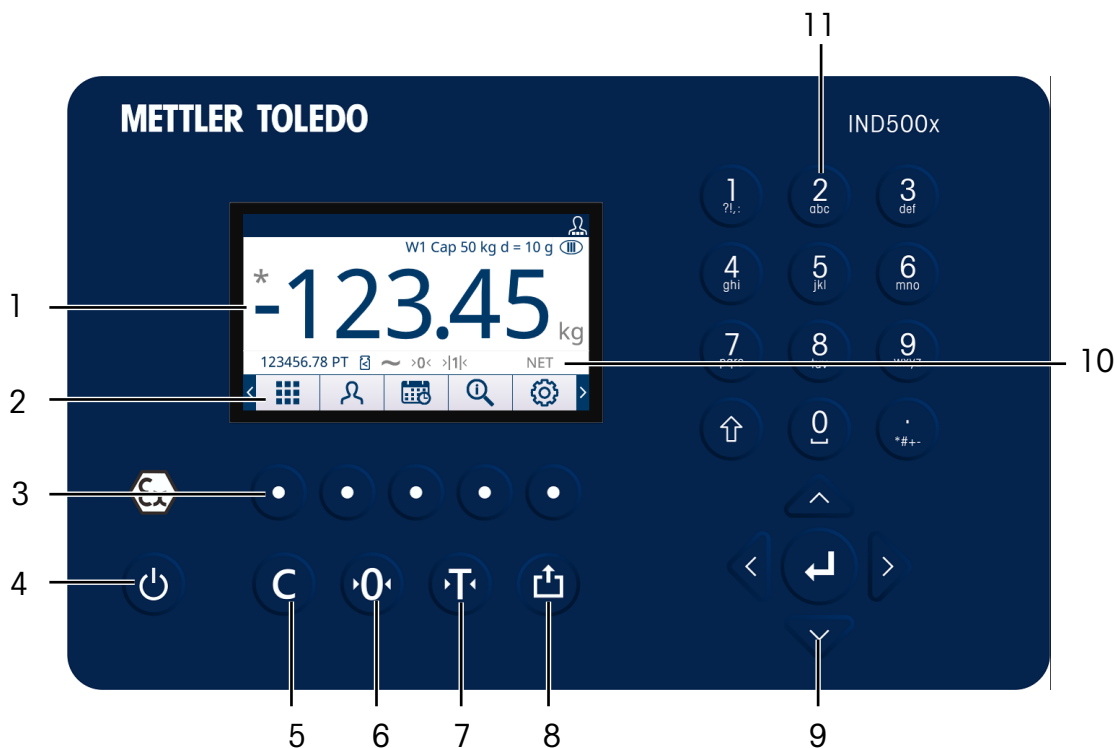 11
METTLER TOLEDO
IND500x
1 2 3
?!,: abc def
W1 Cap 50 kg d = 10 g
4 5 6
ghi jkl mno
1
*-123.45 kg
7 8 9
123456.78 PT >0< >|1|< NET
10
2
0 .
*#+-
3
Ex
4
C 0 T
5 6 7 8 9